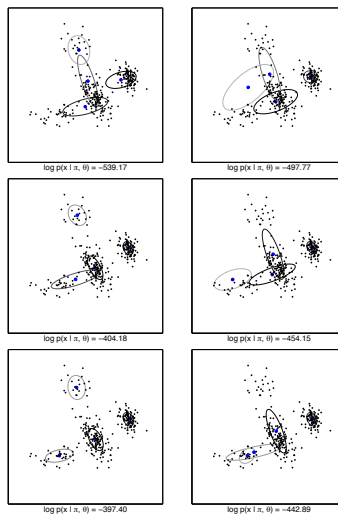 log p(x | π, θ) = −539.17
log p(x | π, θ) = −497.77
log p(x | π, θ) = −404.18
log p(x | π, θ) = −454.15
log p(x | π, θ) = −397.40
log p(x | π, θ) = −442.89